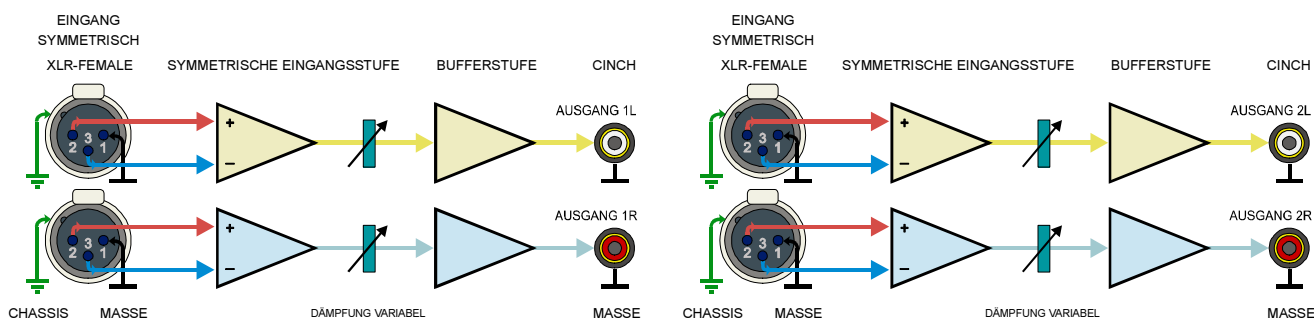 EINGANG
SYMMETRISCH
XLR-FEMALE SYMMETRISCHE EINGANGSSTUFE BUFFERSTUFE CINCH
AUSGANG 1L
+
3
2 1
–
AUSGANG 1R
+
3
2 1
–
CHASSIS MASSE DÄMPFUNG VARIABEL MASSE
EINGANG
SYMMETRISCH
XLR-FEMALE SYMMETRISCHE EINGANGSSTUFE BUFFERSTUFE CINCH
AUSGANG 2L
+
3
2 1
–
AUSGANG 2R
+
3
2 1
–
CHASSIS MASSE DÄMPFUNG VARIABEL MASSE